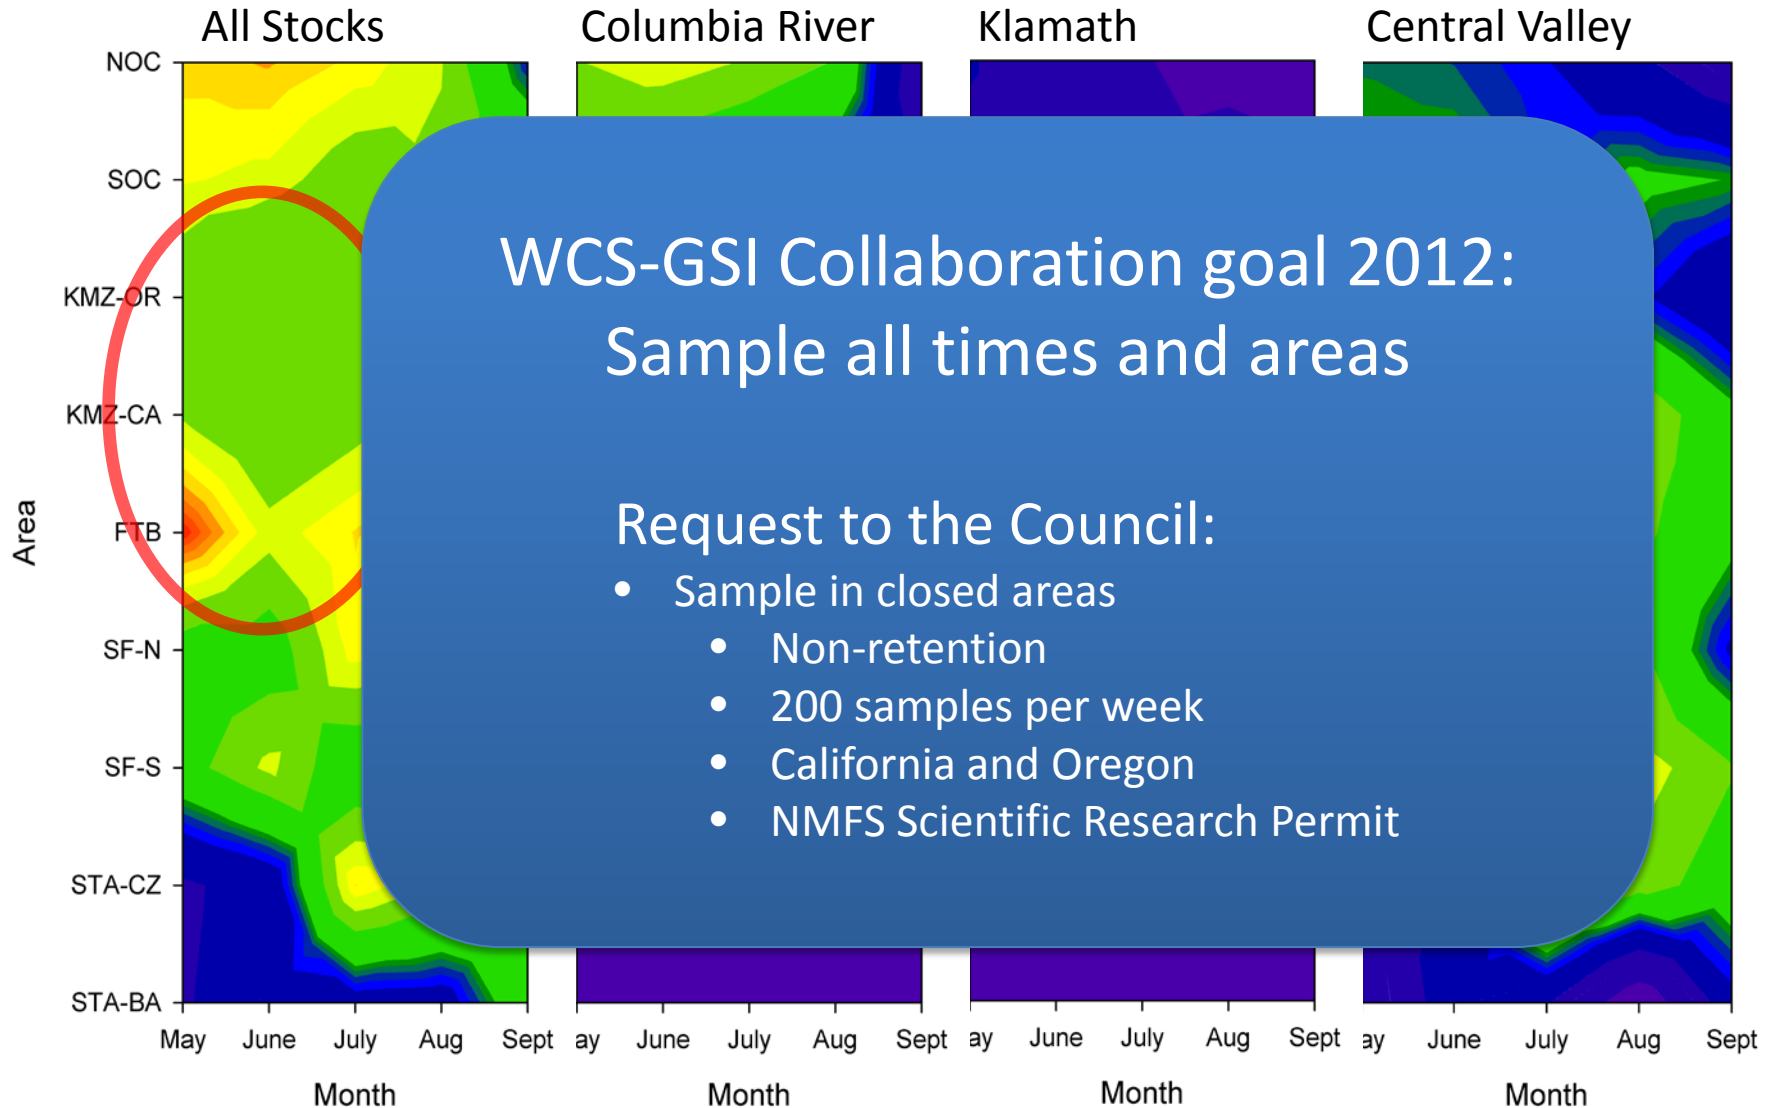 All Stocks
Columbia River
Klamath
Central Valley
NOC
SOC
KMZ-OR
KMZ-CA
FTB
SF-N
SF-S
STA-CZ
STA-BA
Area
WCS-GSI Collaboration goal 2012:
Sample all times and areas
Request to the Council:
• Sample in closed areas
• Non-retention
• 200 samples per week
• California and Oregon
• NMFS Scientific Research Permit
May June July Aug Sept
ay June July Aug Sept
ay June July Aug Sept
ay June July Aug Sept
Month
Month
Month
Month